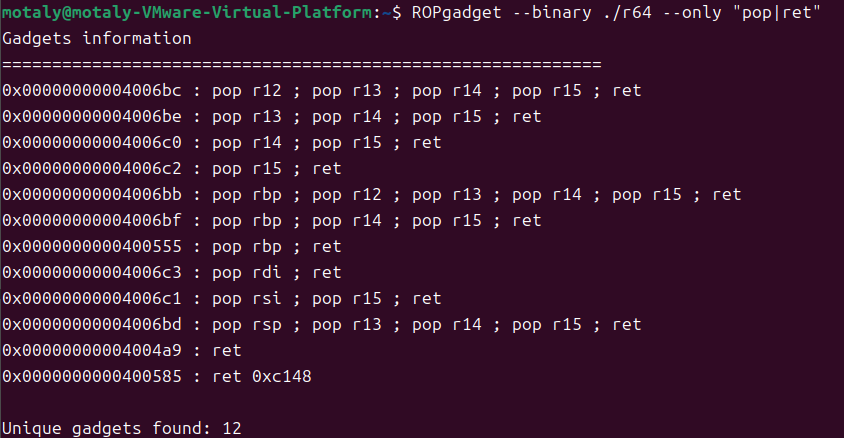 motaly@motaly-VMware-Virtual-Platform:~$ ROPgadget --binary ./r64 --only "pop|ret"
Gadgets information
============================================================
0x00000000004006bc : pop r12 ; pop r13 ; pop r14 ; pop r15 ; ret
0x00000000004006be : pop r13 ; pop r14 ; pop r15 ; ret
0x00000000004006c0 : pop r14 ; pop r15 ; ret
0x00000000004006c2 : pop r15 ; ret
0x00000000004006bb : pop rbp ; pop r12 ; pop r13 ; pop r14 ; pop r15 ; ret
0x00000000004006bf : pop rbp ; pop r14 ; pop r15 ; ret
0x0000000000400555 : pop rbp ; ret
0x00000000004006c3 : pop rdi ; ret
0x00000000004006c1 : pop rsi ; pop r15 ; ret
0x00000000004006bd : pop rsp ; pop r13 ; pop r14 ; pop r15 ; ret
0x00000000004004a9 : ret
0x0000000000400585 : ret 0xc148
Unique gadgets found: 12